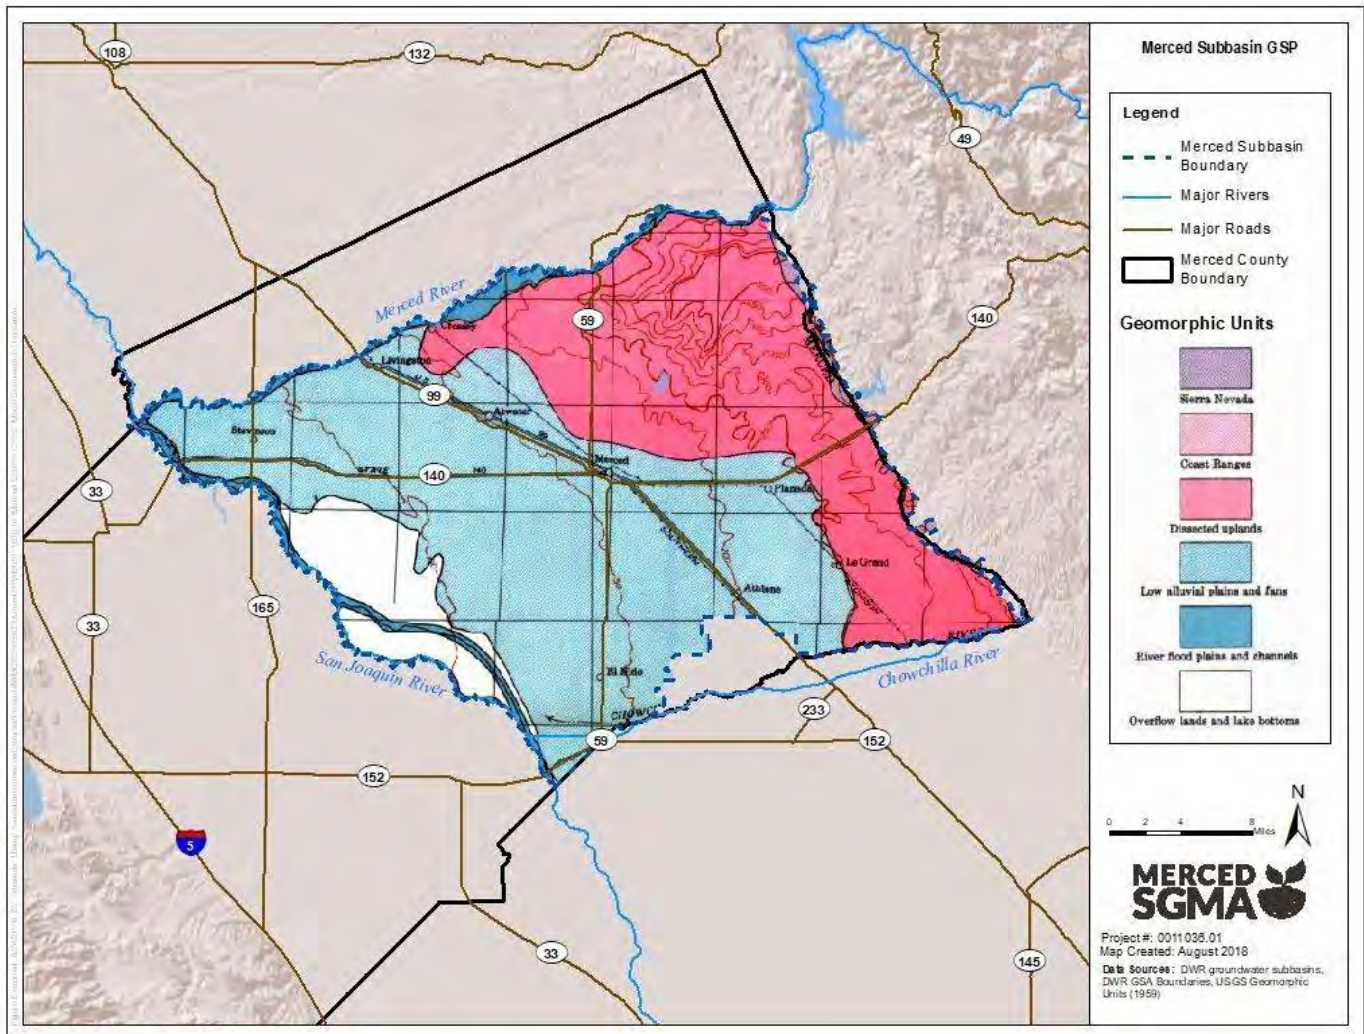 Merced Subbasin GSP
Legend
Merced Subbasin
Boundary
Major Rivers
Major Roads
Merced County
Boundary
Geomorphic Units
Sierra Nevada
Coast Ranges
Dissected uplands
Low alluvial plains and fans
River flood plains and channels
Overflow lands and lake bottoms
N
0 2 4 8 Miles
MERCED
SGMA
Project #: 0011036.01
Map Created: August 2018
Data Sources: DWR groundwater subbasins,
DWR GSA Boundaries, USGS Geomorphic
Units (1959)
108
132
49
Merced River
59
140
Cressey
Livingston
99
Atwater
Stevinson
Merced
140
140
33
Planada
Le Grand
165
Athlone
33
RIVER
San Joaquin River
El Nido
Chowchilla River
CHOWC
233
59
152
152
5
33
145